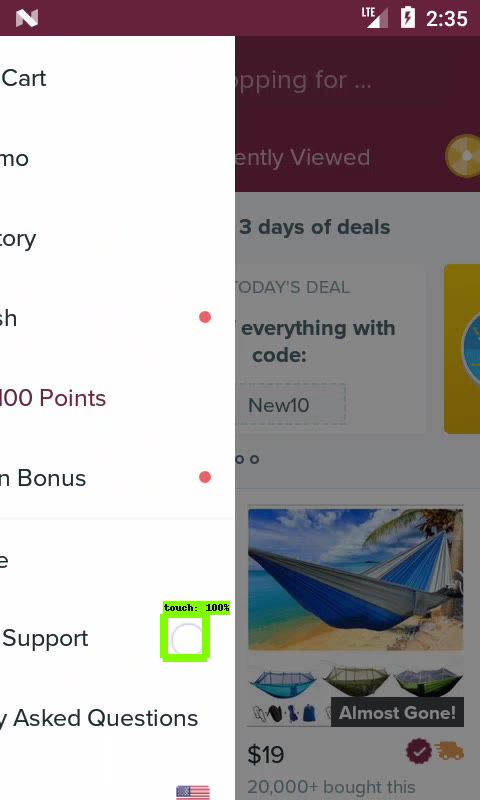 LTE 2:35
Cart
opping for ...
mo
ently Viewed
tory
3 days of deals
sh
TODAY'S DEAL
everything with
code:
100 Points
New10
n Bonus
e
touch: 100%
Support
y Asked Questions
Almost Gone!
$19
20,000+ bought this